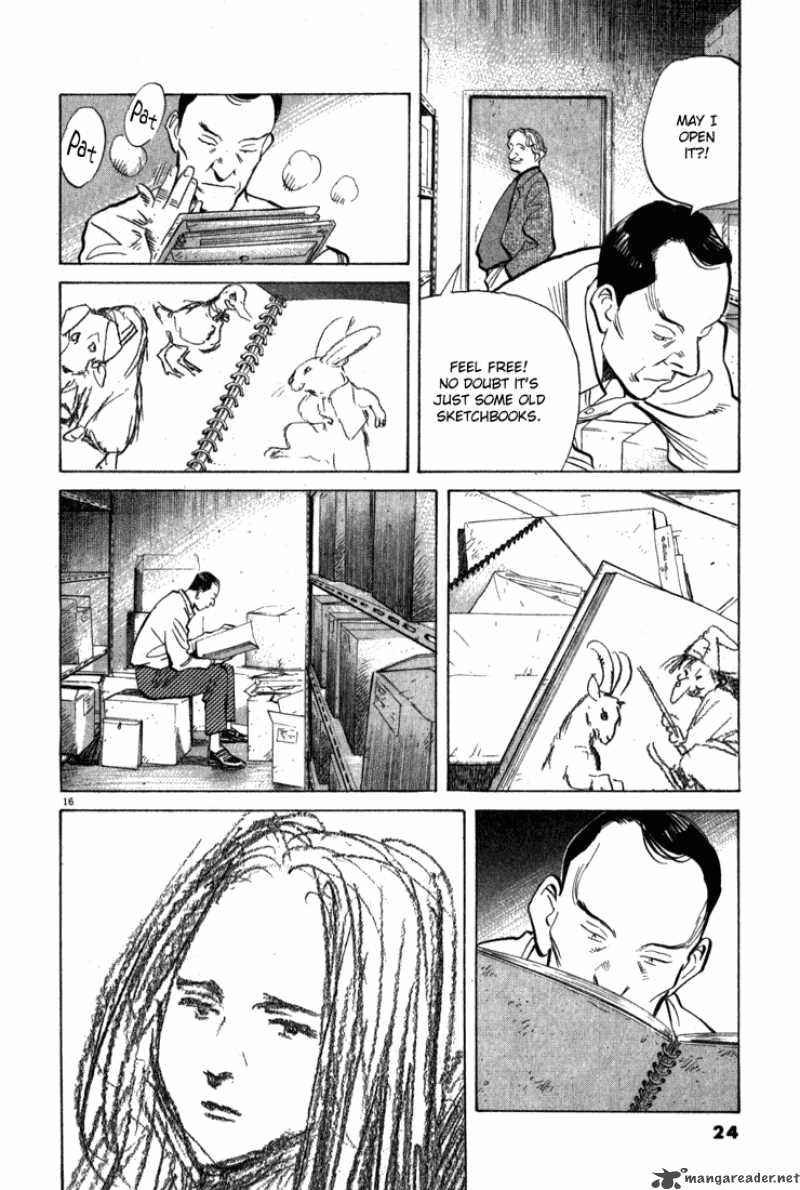 MAY I
OPEN
IT?!
FEEL FREE!
NO DOUBT IT'S
JUST SOME OLD
SKETCHBOOKS.
Pat
Pat
16
24
mangareader.net